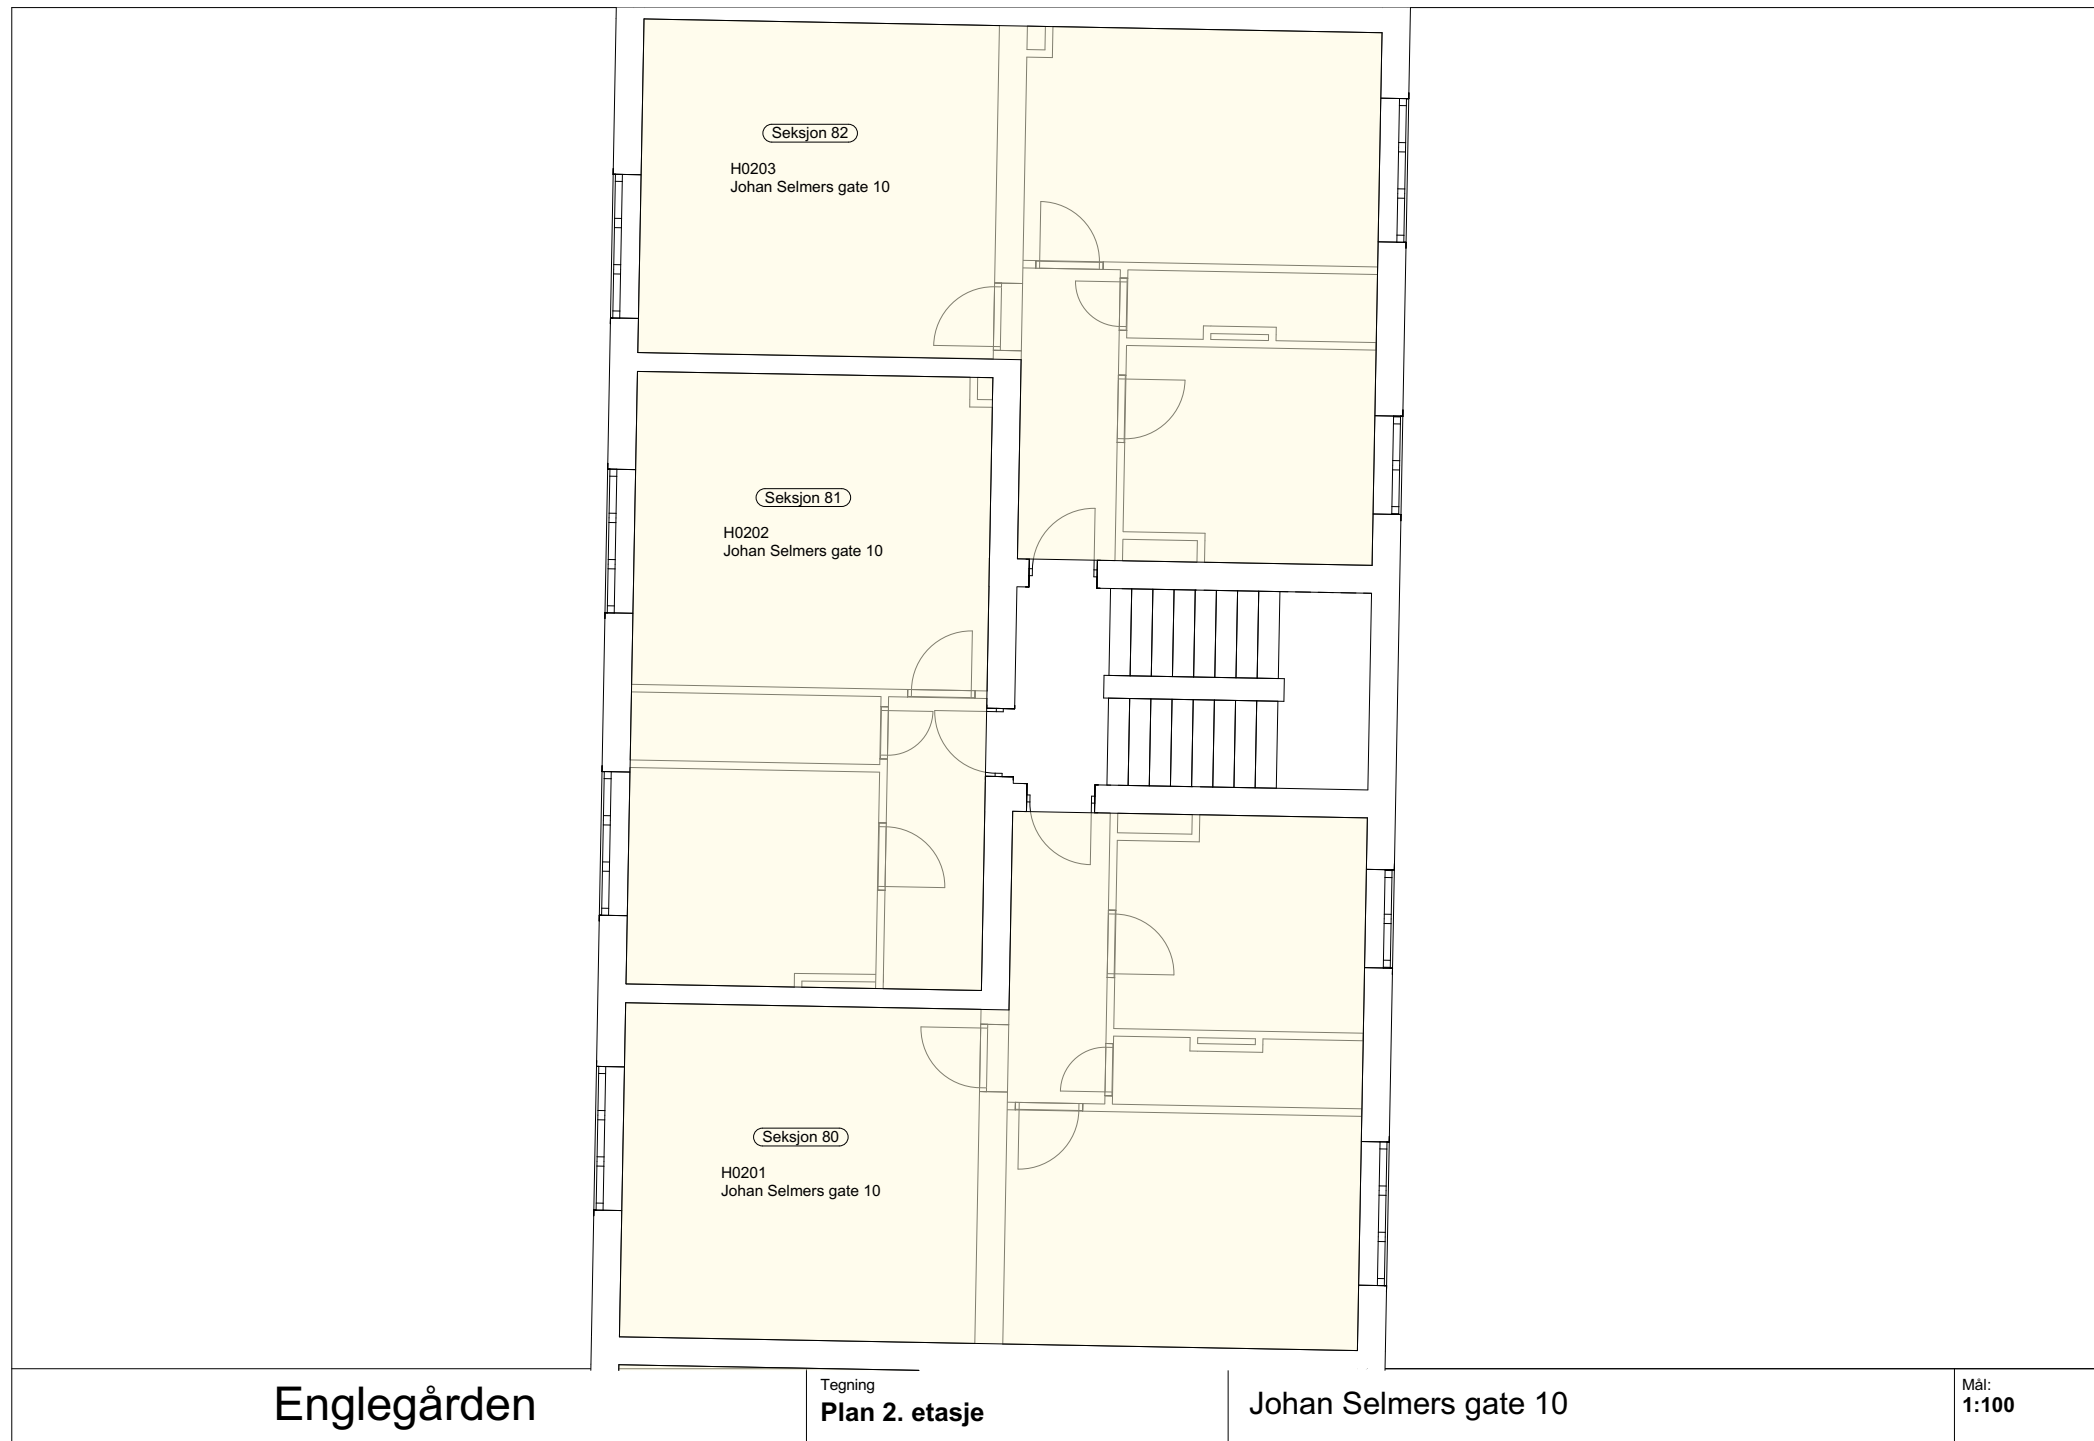 Seksjon 82
H0203
Johan Selmers gate 10
Seksjon 81
H0202
Johan Selmers gate 10
Seksjon 80
H0201
Johan Selmers gate 10
Englegården
Tegning
Plan 2. etasje
Johan Selmers gate 10
Mål:
1:100